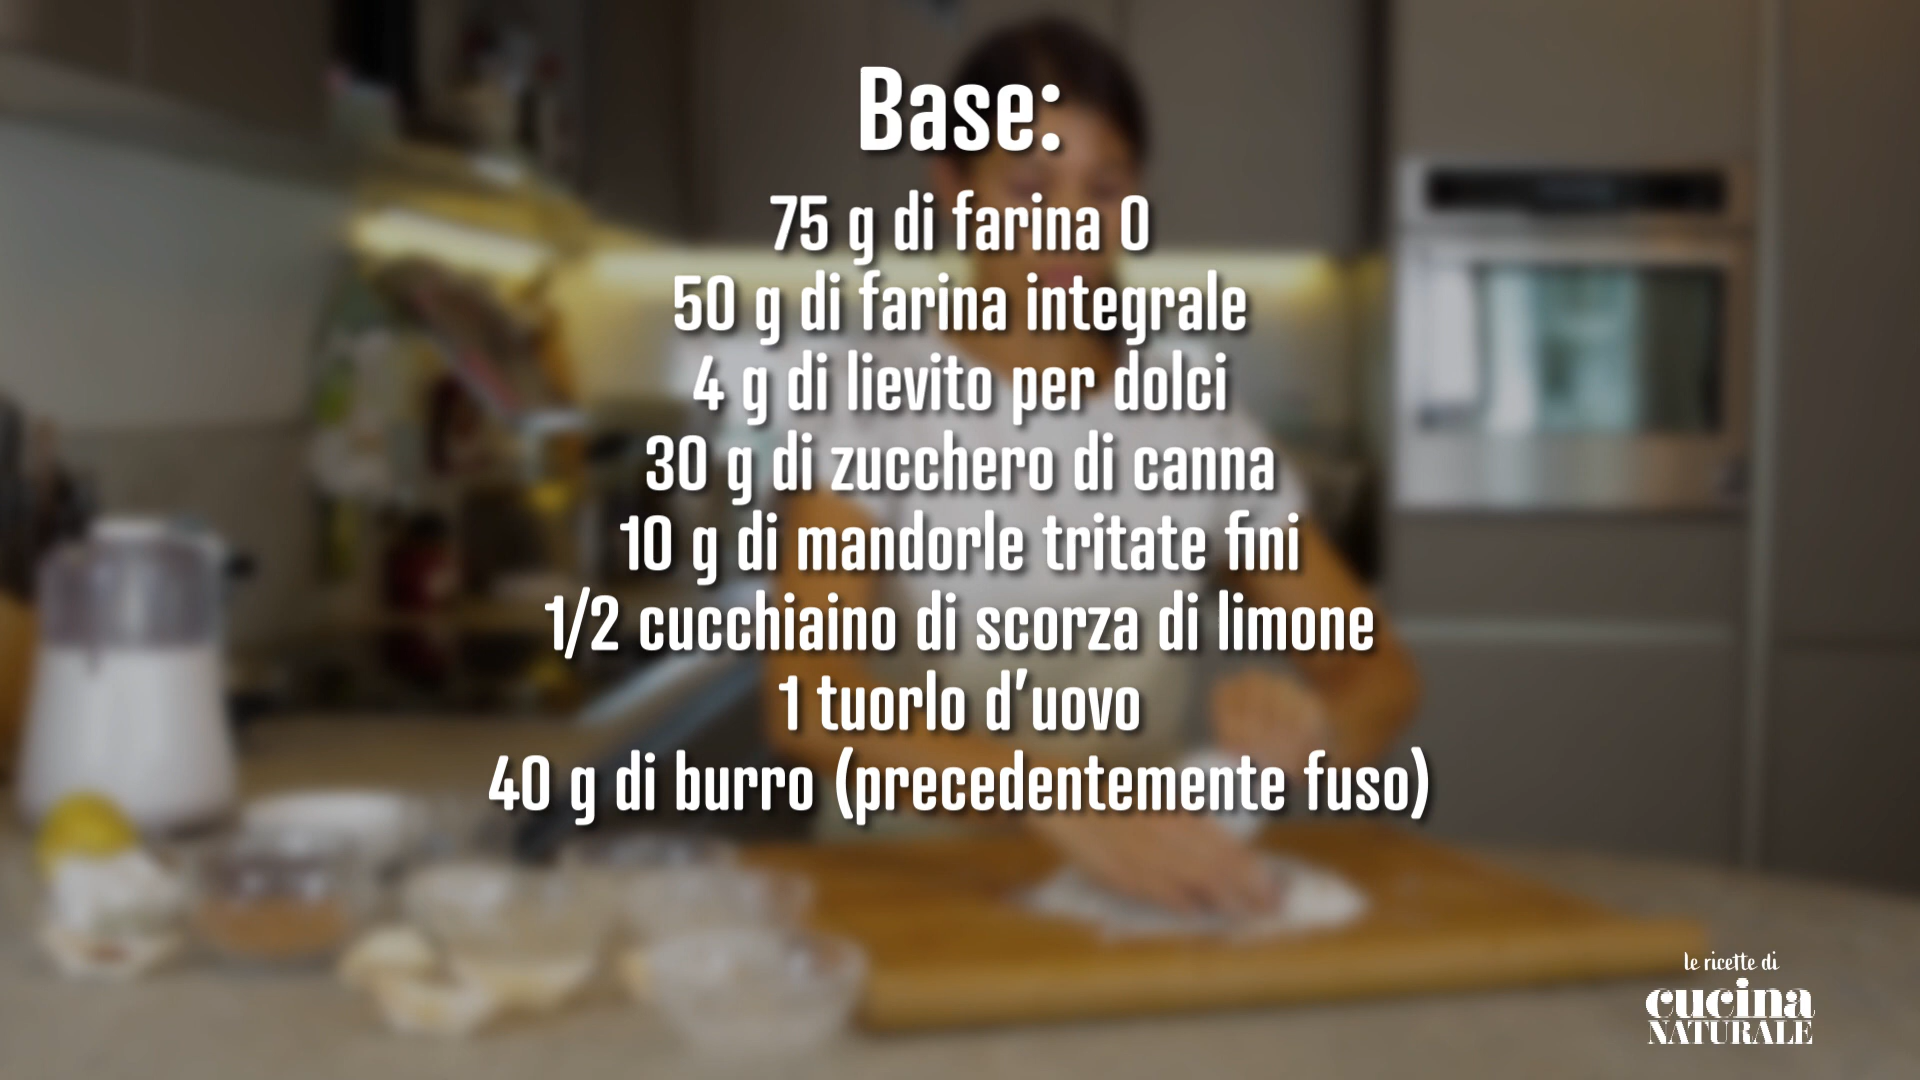 Base:
75 g di farina 0
50 g di farina integrale
4 g di lievito per dolci
30 g di zucchero di canna
10 g di mandorle tritate fini
1/2 cucchiaino di scorza di limone
1 tuorlo d’uovo
40 g di burro (precedentemente fuso)
le ricette di
cucina
NATURALE